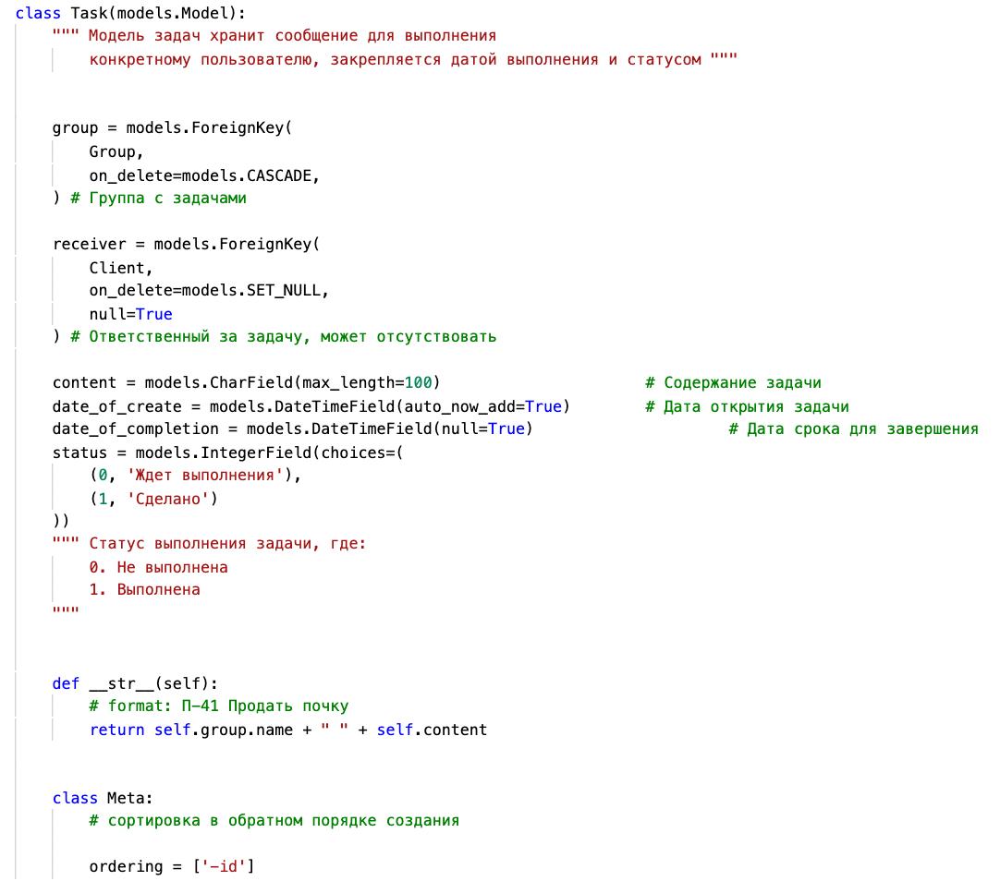 class Task(models.Model):
""" Модель задач хранит сообщение для выполнения
конкретному пользователю, закрепляется датой выполнения и статусом """
group = models.ForeignKey(
Group,
on_delete=models.CASCADE,
) # Группа с задачами
receiver = models.ForeignKey(
Client,
on_delete=models.SET_NULL,
null=True
) # Ответственный за задачу, может отсутствовать
content = models.CharField(max_length=100) # Содержание задачи
date_of_create = models.DateTimeField(auto_now_add=True) # Дата открытия задачи
date_of_completion = models.DateTimeField(null=True) # Дата срока для завершения
status = models.IntegerField(choices=(
(0, 'Ждет выполнения'),
(1, 'Сделано')
))
""" Статус выполнения задачи, где:
0. Не выполнена
1. Выполнена
"""
def __str__(self):
# format: П-41 Продать почку
return self.group.name + " " + self.content
class Meta:
# сортировка в обратном порядке создания
ordering = ['-id']